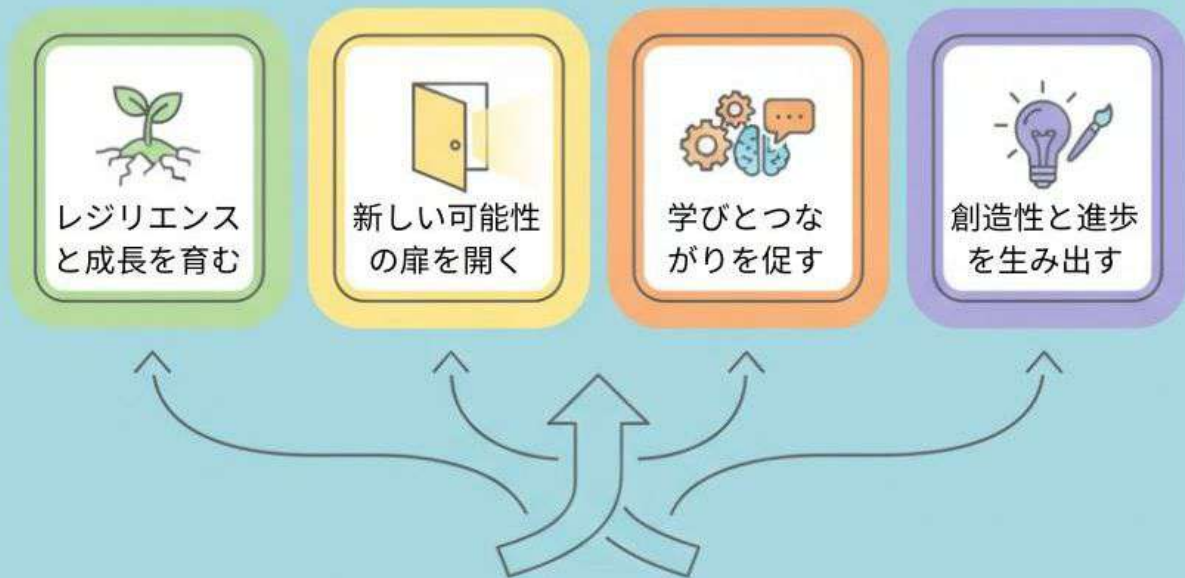 レジリエンス
と成長を育む
新しい可能性
の扉を開く
学びとつな
がりを促す
創造性と進歩
を生み出す